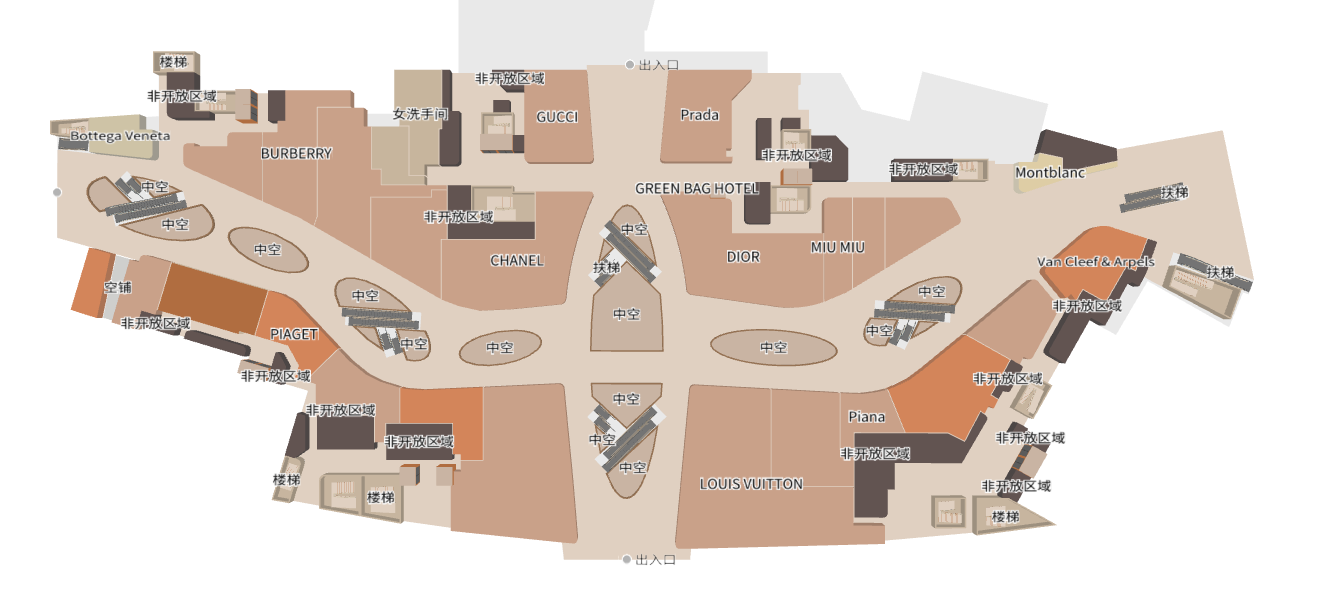 出入口
楼梯
非开放区域
非开放区域
女洗手间
GUCCI
Prada
Bottega Veneta
BURBERRY
非开放区域
非开放区域
Montblanc
中空
GREEN BAG HOTEL
扶梯
非开放区域
中空
中空
中空
CHANEL
扶梯
DIOR
MIU MIU
Van Cleef & Arpels
扶梯
空铺
中空
中空
中空
非开放区域
非开放区域
PIAGET
中空
中空
中空
中空
非开放区域
非开放区域
中空
非开放区域
Piana
非开放区域
中空
非开放区域
非开放区域
中空
楼梯
楼梯
LOUIS VUITTON
非开放区域
楼梯
出入口